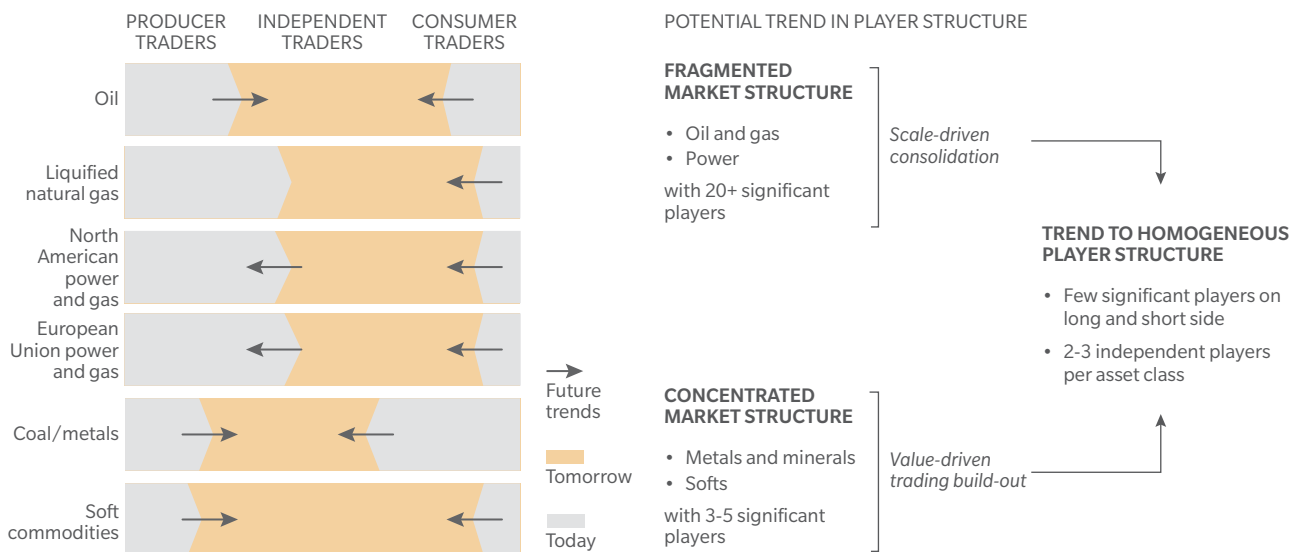 PRODUCER
TRADERS
INDEPENDENT
TRADERS
CONSUMER
TRADERS
Oil
Liquified
natural gas
North
American
power
and gas
European
Union power
and gas
Coal/metals
Soft
commodities
Future
trends
Tomorrow
Today
POTENTIAL TREND IN PLAYER STRUCTURE
FRAGMENTED
MARKET STRUCTURE
• Oil and gas
• Power
with 20+ significant
players
Scale-driven
consolidation
CONCENTRATED
MARKET STRUCTURE
• Metals and minerals
• Softs
with 3-5 significant
players
Value-driven
trading build-out
TREND TO HOMOGENEOUS
PLAYER STRUCTURE
• Few significant players on
long and short side
• 2-3 independent players
per asset class